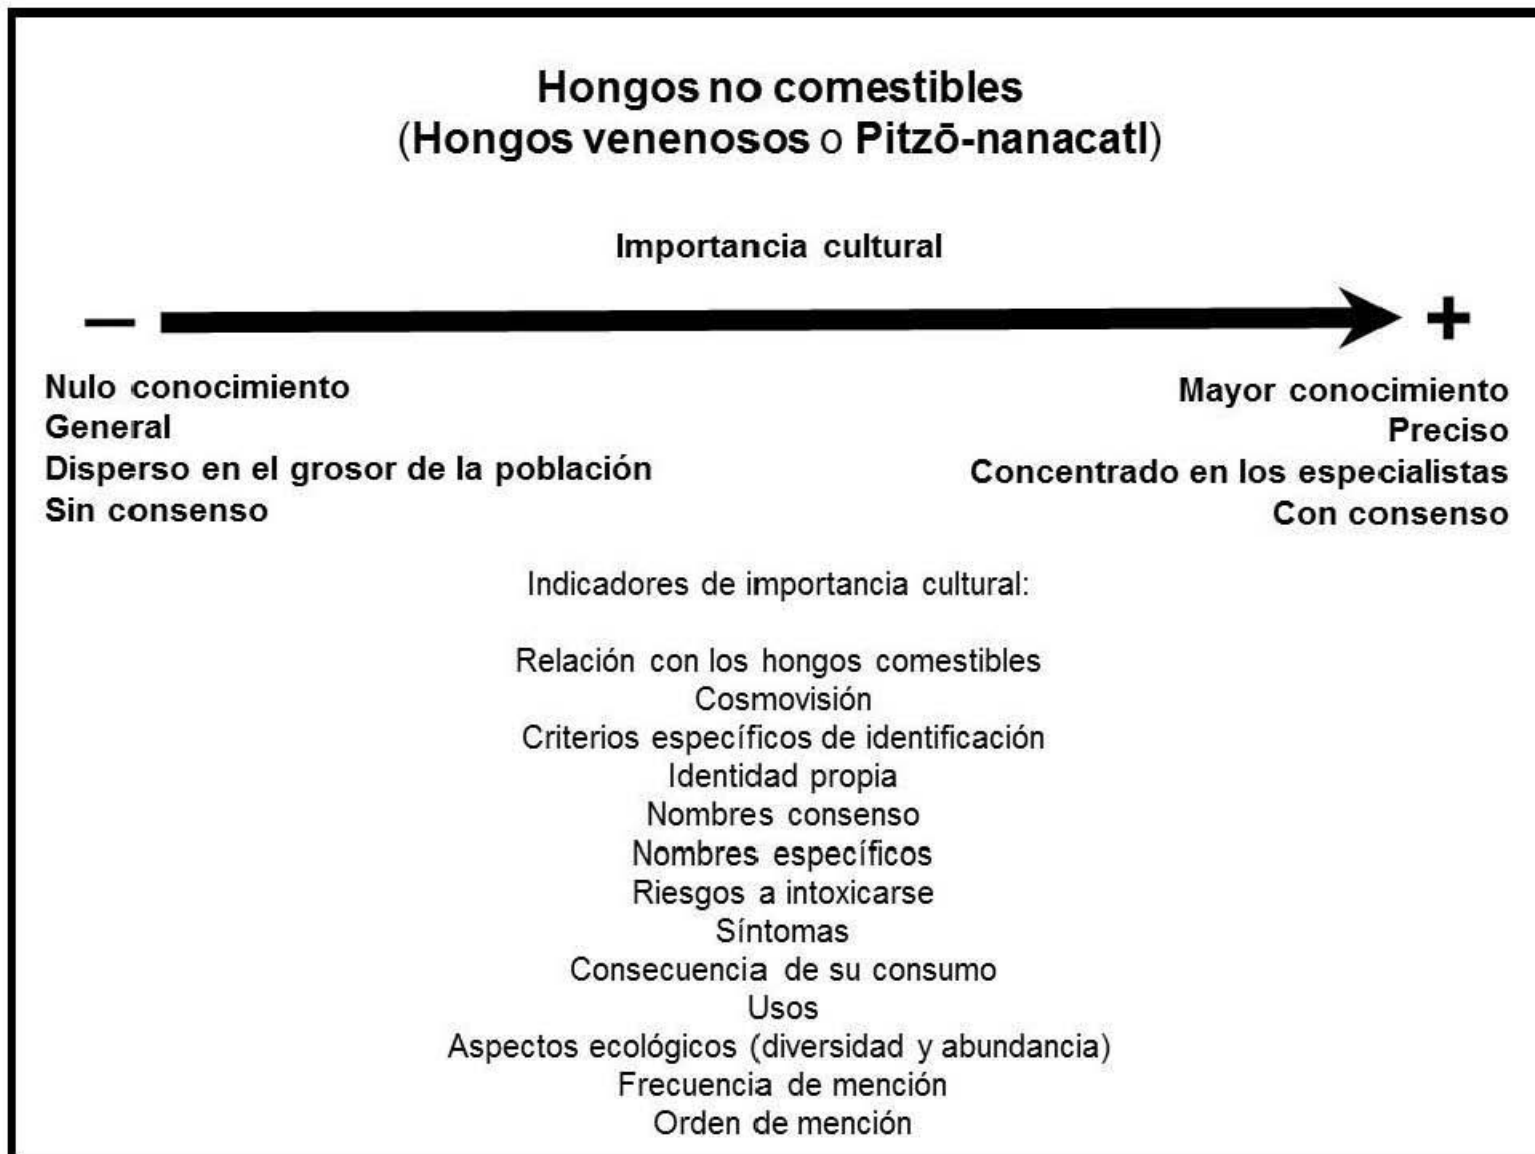 Hongos no comestibles
(Hongos venenosos o Pitzō-nanacatl)
Importancia cultural
− +
Nulo conocimiento
General
Disperso en el grosor de la población
Sin consenso
Mayor conocimiento
Preciso
Concentrado en los especialistas
Con consenso
Indicadores de importancia cultural:
Relación con los hongos comestibles
Cosmovisión
Criterios específicos de identificación
Identidad propia
Nombres consenso
Nombres específicos
Riesgos a intoxicarse
Síntomas
Consecuencia de su consumo
Usos
Aspectos ecológicos (diversidad y abundancia)
Frecuencia de mención
Orden de mención